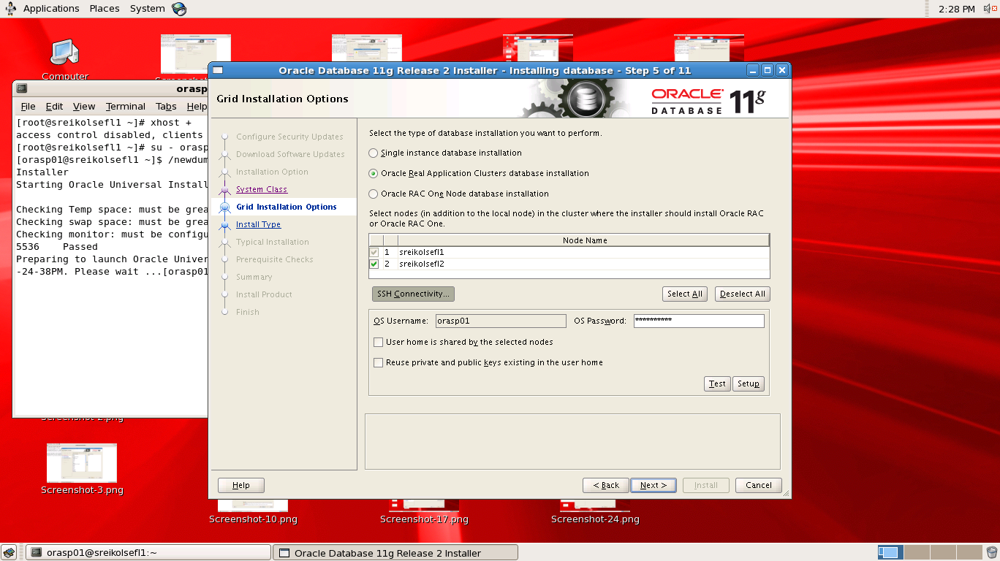 Applications Places System
2:28 PM
Computer
Oracle Database 11g Release 2 Installer - Installing database - Step 5 of 11
orasp
File Edit View Terminal Tabs Help
[root@sreikolsefl1 ~]# xhost +
access control disabled, clients
[root@sreikolsefl1 ~]# su - orasp
[orasp01@sreikolsefl1 ~]$ /newdum
Installer
Starting Oracle Universal Install
Checking Temp space: must be grea
Checking swap space: must be grea
Checking monitor: must be configu
5536    Passed
Preparing to launch Oracle Univer
-24-38PM. Please wait ...[orasp01
Grid Installation Options
ORACLE DATABASE 11g
Configure Security Updates
Download Software Updates
Installation Option
System Class
Grid Installation Options
Install Type
Typical Installation
Prerequisite Checks
Summary
Install Product
Finish
Select the type of database installation you want to perform.
Single instance database installation
Oracle Real Application Clusters database installation
Oracle RAC One Node database installation
Select nodes (in addition to the local node) in the cluster where the installer should install Oracle RAC
or Oracle RAC One.
Node Name
1 sreikolsefl1
2 sreikolsefl2
SSH Connectivity... Select All Deselect All
OS Username: orasp01 OS Password: **********
User home is shared by the selected nodes
Reuse private and public keys existing in the user home
Test Setup
Help < Back Next > Install Cancel
Screenshot-3.png
Screenshot-10.png Screenshot-17.png Screenshot-24.png
orasp01@sreikolsefl1:~ Oracle Database 11g Release 2 Installer